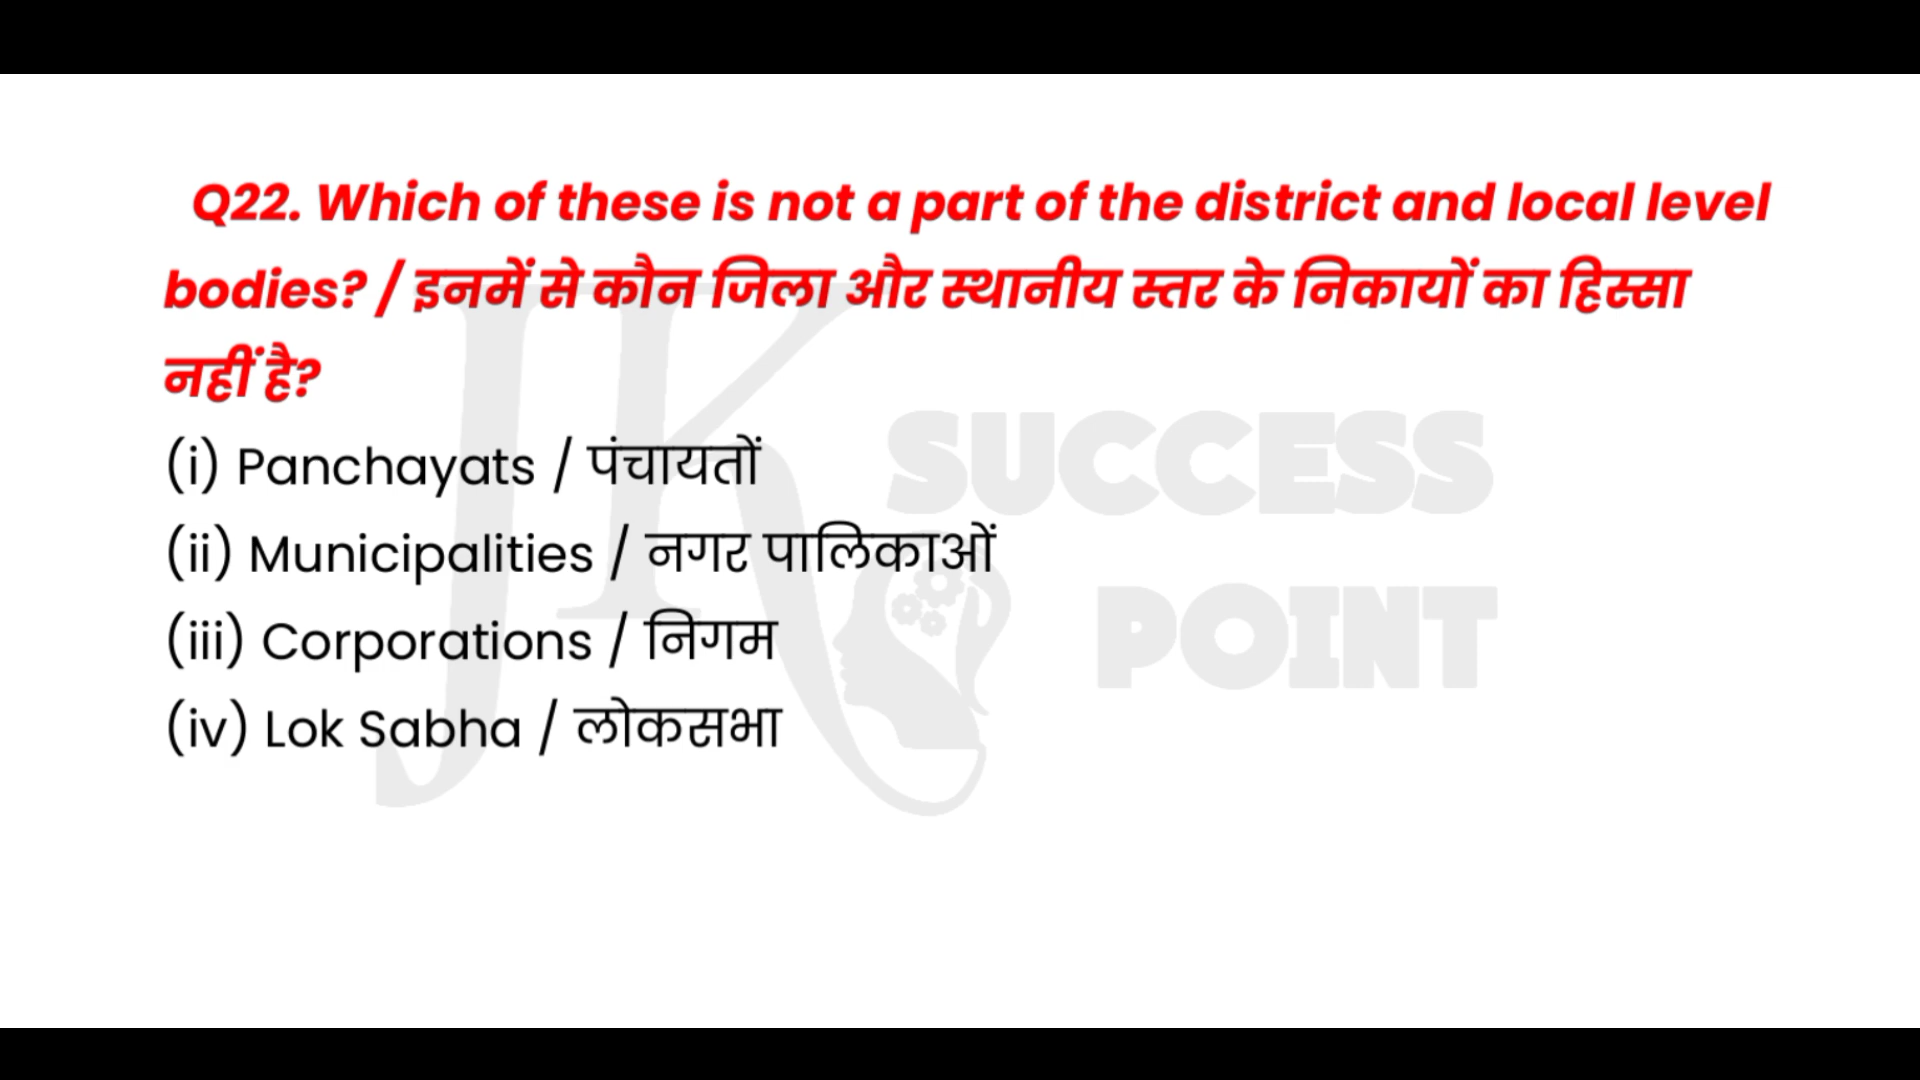 Q22. Which of these is not a part of the district and local level
bodies? / इनमें से कौन जिला और स्थानीय स्तर के निकायों का हिस्सा
नहीं है?
(i) Panchayats / पंचायतों
(ii) Municipalities / नगर पालिकाओं
(iii) Corporations / निगम
(iv) Lok Sabha / लोकसभा
JK SUCCESS
POINT